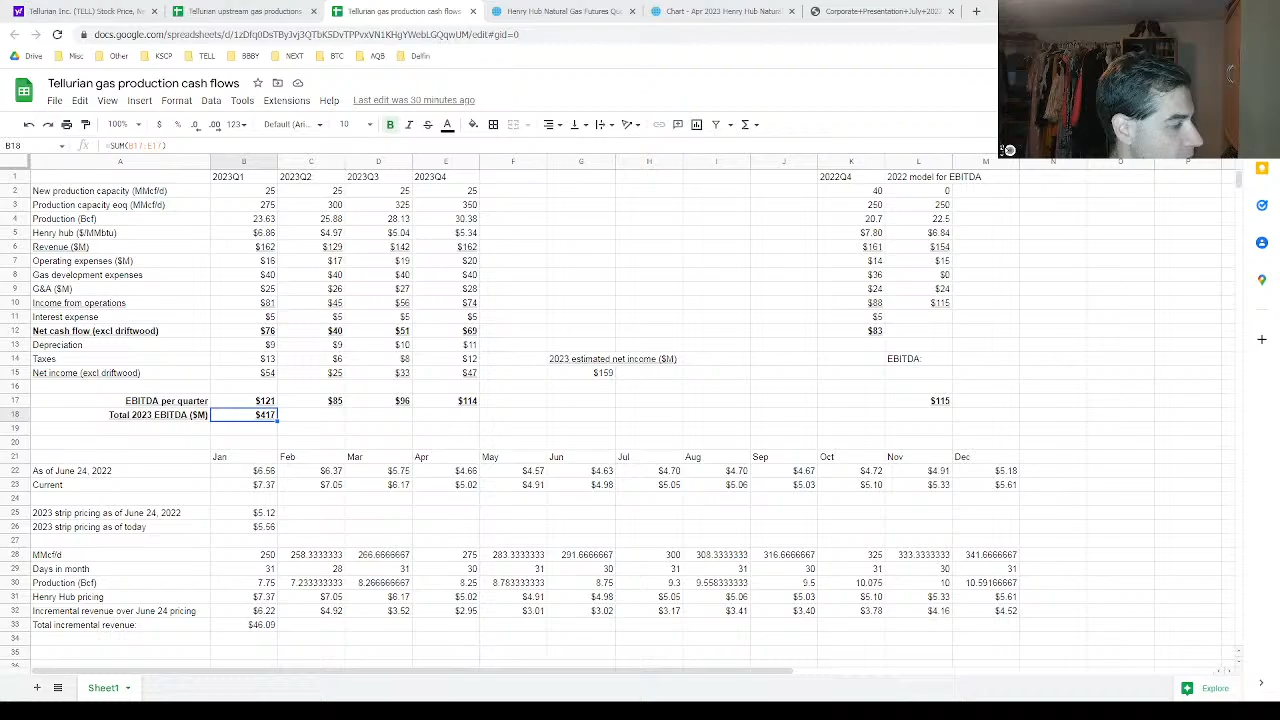 Tellurian Inc. (TELL) Stock Price, Ne
Tellurian upstream gas productions
Tellurian gas production cash flows
Henry Hub Natural Gas Futures Qu
Chart - Apr 2023 Henry Hub Natur
Corporate+Presentation+July+202
Drive Misc Other KSCP TELL BBBY BTC AQB Delfin
Tellurian gas production cash flows
File Edit View Insert Format Data Tools Extensions Help Last edit was 30 minutes ago
100% $ % .0 .00 123 Default (Ari... 10 B I S A
B18 fx =SUM(B17:E17)
A B C D E F G H I J K L M N O P
1 2023Q1 2023Q2 2023Q3 2023Q4 2022Q4 2022 model for EBITDA
2 New production capacity (MMcf/d) 25 25 25 25 40 0
3 Production capacity eoq (MMcf/d) 275 300 325 350 250 250
4 Production (Bcf) 23.63 25.88 28.13 30.38 20.7 22.5
5 Henry hub ($/MMbtu) $6.86 $4.97 $5.04 $5.34 $7.80 $6.84
6 Revenue ($M) $162 $129 $142 $162 $161 $154
7 Operating expenses ($M) $16 $17 $19 $20 $14 $15
8 Gas development expenses $40 $40 $40 $40 $36 $0
9 G&A ($M) $25 $26 $27 $28 $24 $24
10 Income from operations $81 $45 $56 $74 $88 $115
11 Interest expense $5 $5 $5 $5 $5
12 Net cash flow (excl driftwood) $76 $40 $51 $69 $83
13 Depreciation $9 $9 $10 $11
14 Taxes $13 $6 $8 $12 2023 estimated net income ($M) EBITDA:
15 Net income (excl driftwood) $54 $25 $33 $47 $159
16
17 EBITDA per quarter $121 $85 $96 $114 $115
18 Total 2023 EBITDA ($M) $417
19
20
21 Jan Feb Mar Apr May Jun Jul Aug Sep Oct Nov Dec
22 As of June 24, 2022 $6.56 $6.37 $5.75 $4.66 $4.57 $4.63 $4.70 $4.70 $4.67 $4.72 $4.91 $5.18
23 Current $7.37 $7.05 $6.17 $5.02 $4.91 $4.98 $5.05 $5.06 $5.03 $5.10 $5.33 $5.61
24
25 2023 strip pricing as of June 24, 2022 $5.12
26 2023 strip pricing as of today $5.56
27
28 MMcf/d 250 258.3333333 266.6666667 275 283.3333333 291.6666667 300 308.3333333 316.6666667 325 333.3333333 341.6666667
29 Days in month 31 28 31 30 31 30 31 31 30 31 30 31
30 Production (Bcf) 7.75 7.233333333 8.266666667 8.25 8.783333333 8.75 9.3 9.558333333 9.5 10.075 10 10.59166667
31 Henry Hub pricing $7.37 $7.05 $6.17 $5.02 $4.91 $4.98 $5.05 $5.06 $5.03 $5.10 $5.33 $5.61
32 Incremental revenue over June 24 pricing $6.22 $4.92 $3.52 $2.95 $3.01 $3.02 $3.17 $3.41 $3.40 $3.78 $4.16 $4.52
33 Total incremental revenue: $46.09
34
35
Sheet1
Explore